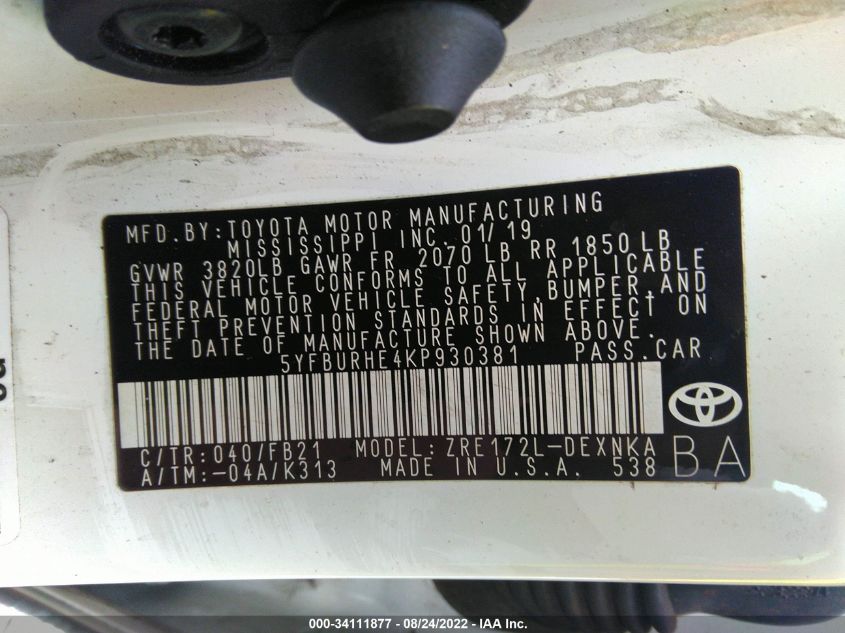 MFD.BY:TOYOTA MOTOR MANUFACTURING
MISSISSIPPI INC. 01/19
GVWR 3820LB GAWR FR 2070 LB RR 1850 LB
THIS VEHICLE CONFORMS TO ALL APPLICABLE
FEDERAL MOTOR VEHICLE SAFETY,BUMPER,AND
THEFT PREVENTION STANDARDS IN EFFECT ON
THE DATE OF MANUFACTURE SHOWN ABOVE.
5YFBURHE4KP930381 PASS.CAR
C/TR:040/FB21 MODEL: ZRE172L-DEXNKA
A/TM:-04A/K313 MADE IN U.S.A. 538
BA
000-34111877 - 08/24/2022 - IAA Inc.